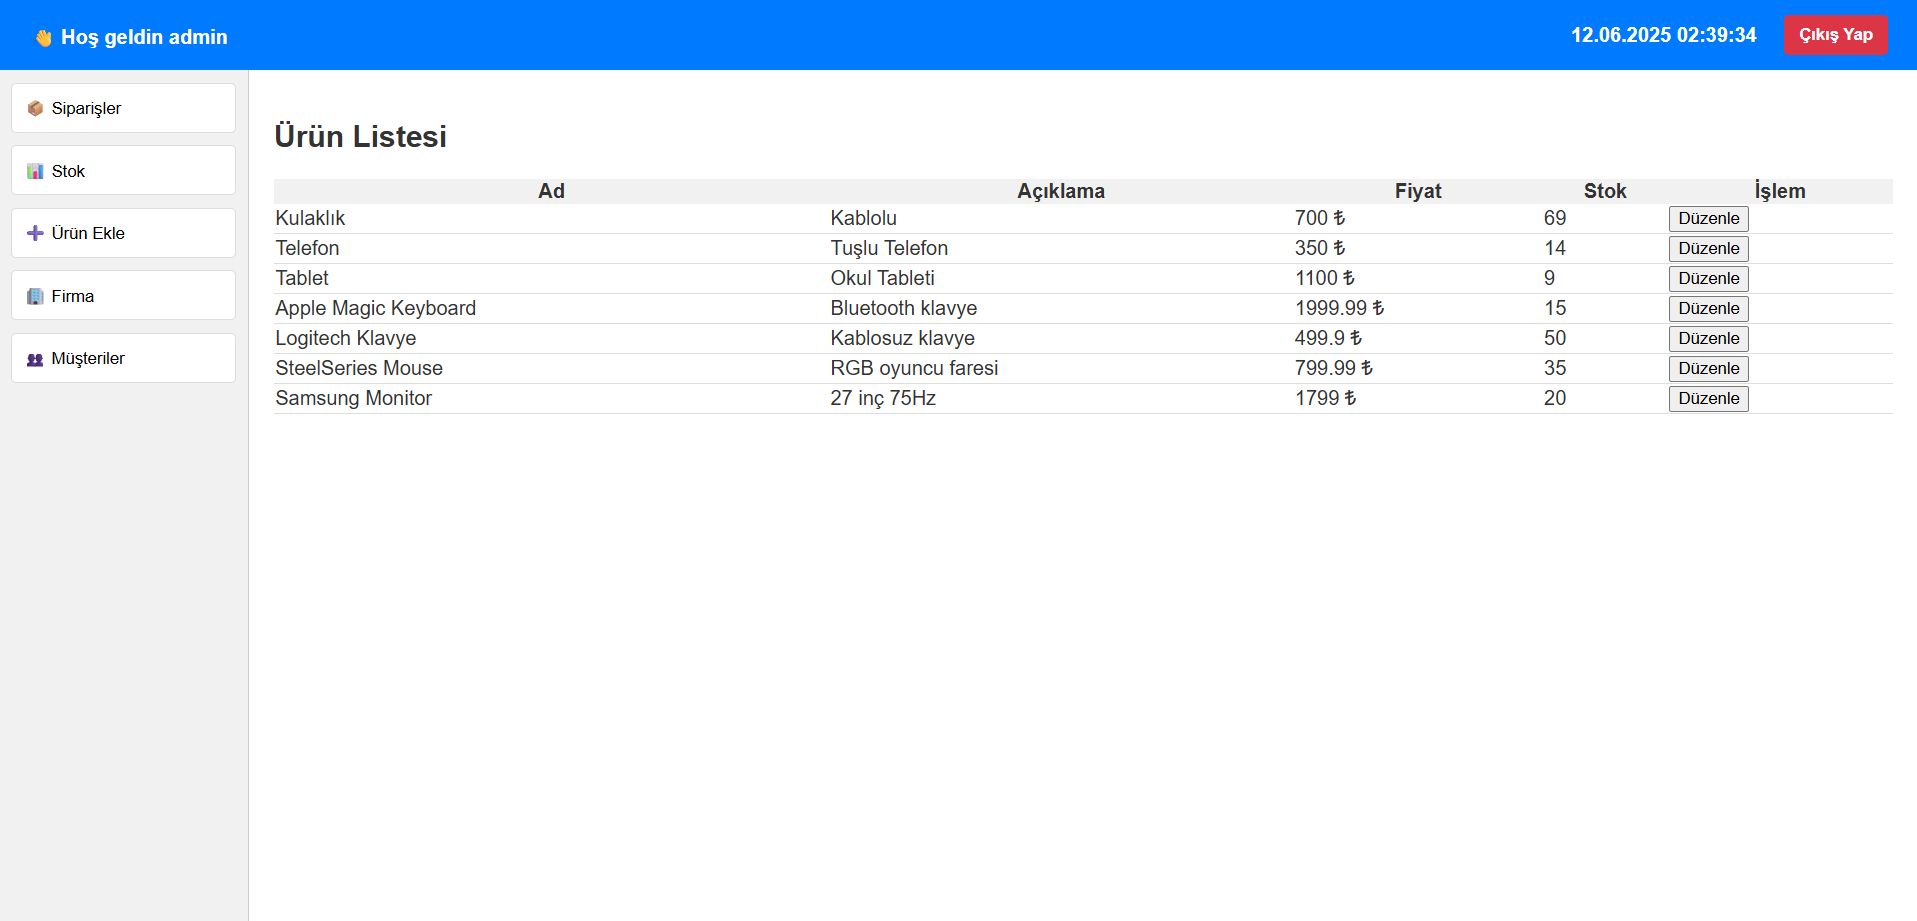 👋 Hoş geldin admin
12.06.2025 02:39:34 Çıkış Yap
📦 Siparişler
📊 Stok
➕ Ürün Ekle
🏢 Firma
👥 Müşteriler
Ürün Listesi
Ad Açıklama Fiyat Stok İşlem
Kulaklık Kablolu 700 ₺ 69 Düzenle
Telefon Tuşlu Telefon 350 ₺ 14 Düzenle
Tablet Okul Tableti 1100 ₺ 9 Düzenle
Apple Magic Keyboard Bluetooth klavye 1999.99 ₺ 15 Düzenle
Logitech Klavye Kablosuz klavye 499.9 ₺ 50 Düzenle
SteelSeries Mouse RGB oyuncu faresi 799.99 ₺ 35 Düzenle
Samsung Monitor 27 inç 75Hz 1799 ₺ 20 Düzenle